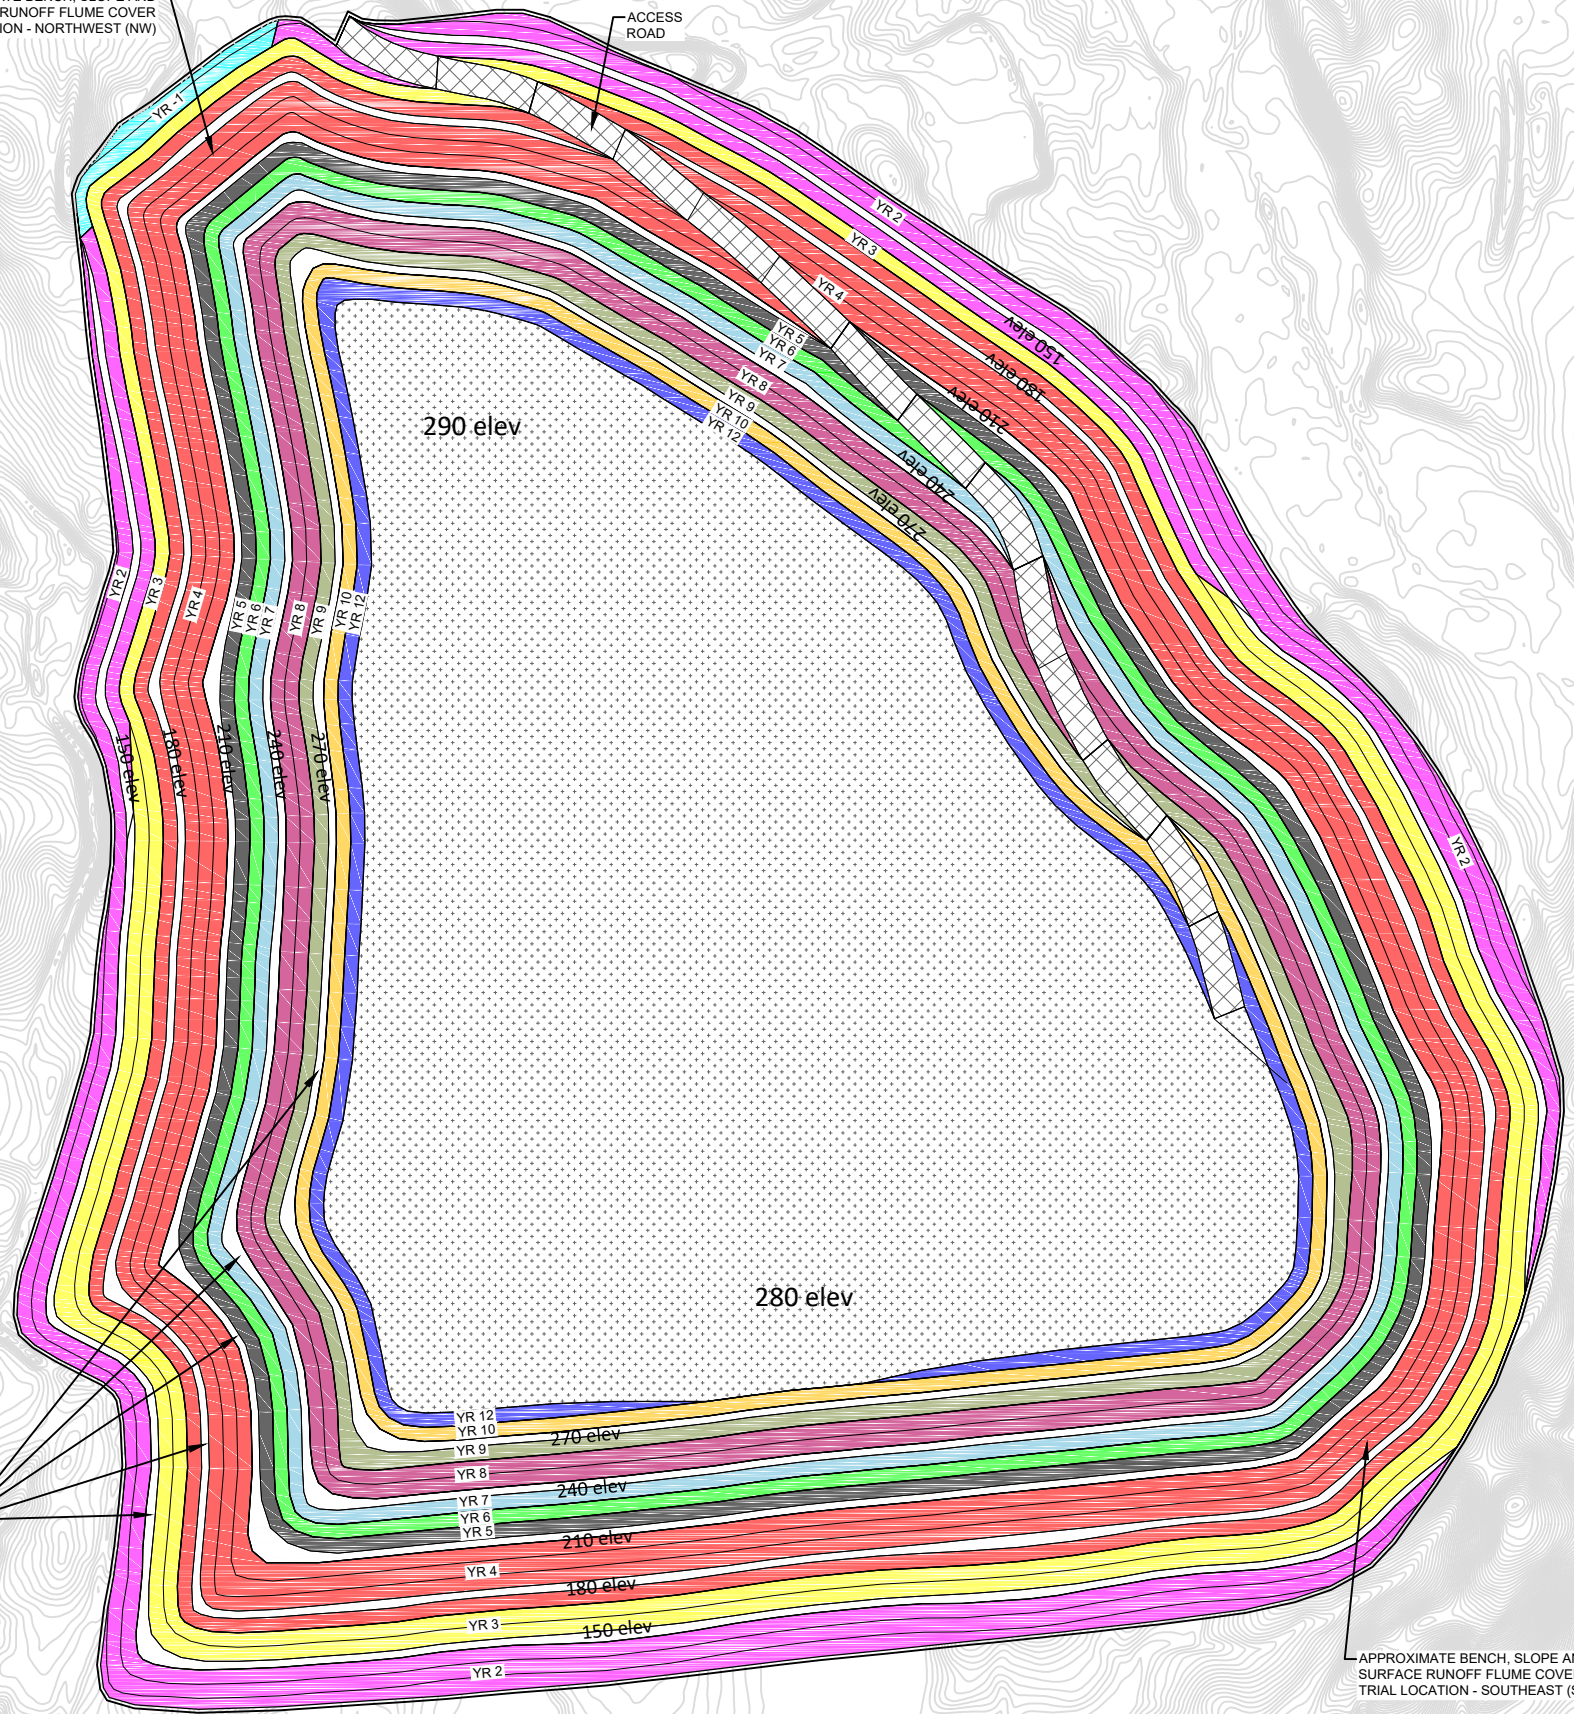 RUNOFF FLUME COVER
ION - NORTHWEST (NW)
ACCESS
ROAD
YR -1
YR 2
YR 3
YR 4
150 elev
180 elev
210 elev
240 elev
270 elev
YR 5
YR 6
YR 7
YR 8
YR 9
YR 10
YR 12
290 elev
YR 2
YR 3
YR 4
YR 5
YR 6
YR 7
YR 8
YR 9
YR 10
YR 12
150 elev
180 elev
210 elev
240 elev
270 elev
YR 2
280 elev
YR 12
YR 10
YR 9
270 elev
YR 8
YR 7
240 elev
YR 6
YR 5
210 elev
YR 4
180 elev
YR 3
150 elev
YR 2
APPROXIMATE BENCH, SLOPE AN
SURFACE RUNOFF FLUME COVE
TRIAL LOCATION - SOUTHEAST (S